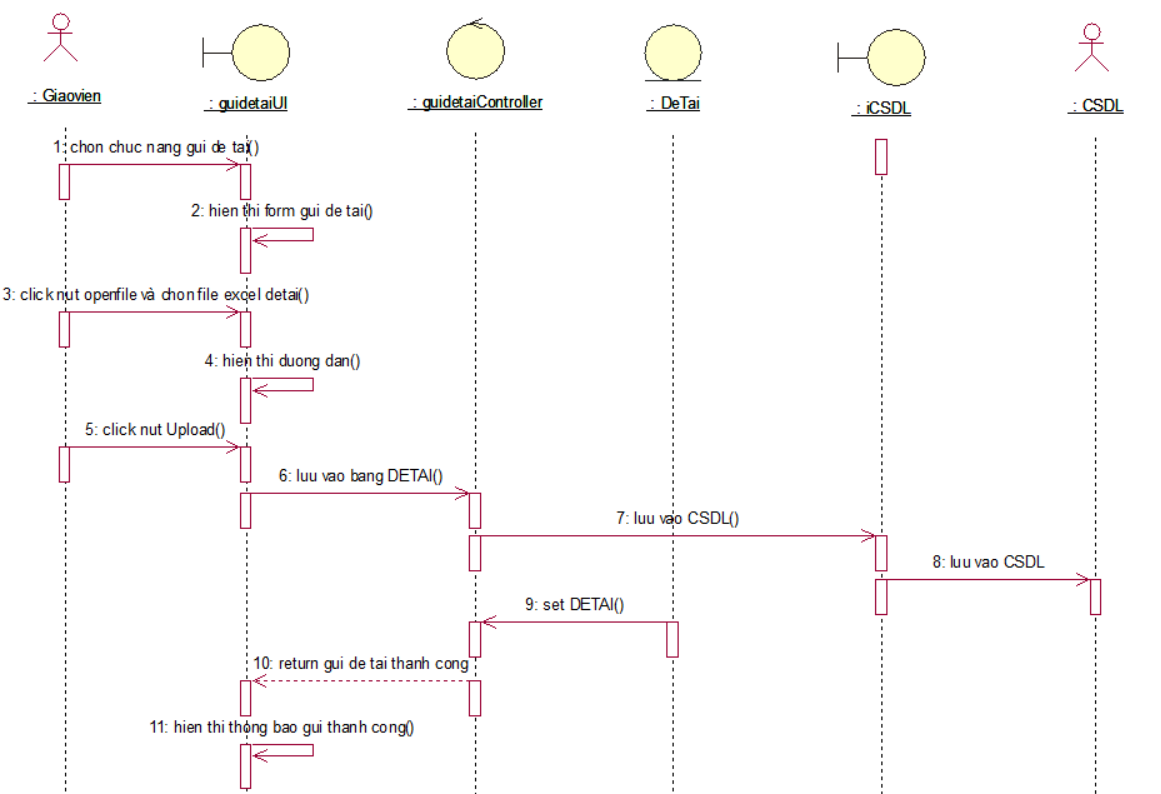 : Giaovien
: guidetaiUI
: guidetaiController
: DeTai
: iCSDL
: CSDL
1: chon chuc nang gui de tai()
2: hien thi form gui de tai()
3: click nut openfile và chon file excel detai()
4: hien thi duong dan()
5: click nut Upload()
6: luu vao bang DETAI()
7: luu vao CSDL()
8: luu vao CSDL
9: set DETAI()
10: return gui de tai thanh cong
11: hien thi thong bao gui thanh cong()